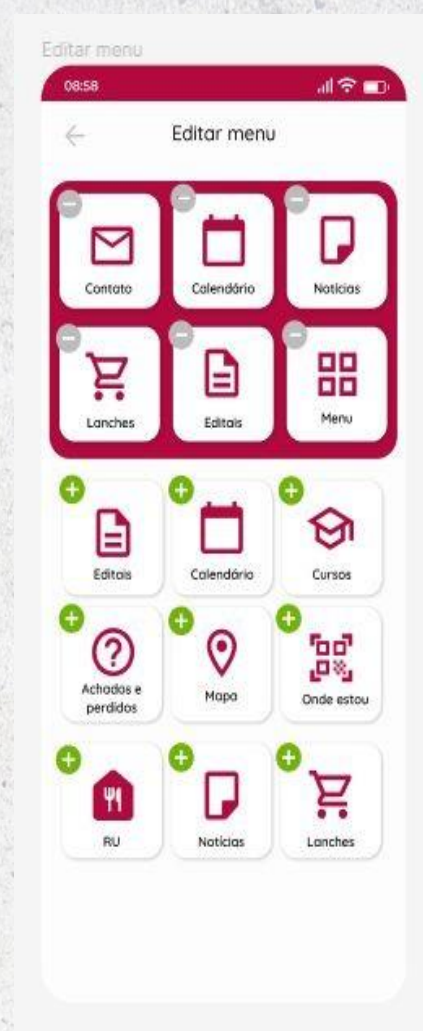 Editar menu
08:58
Editar menu
Contato Calendário Notícias
Lanches Editais Menu
Editais Calendário Cursos
Achados e
perdidos Mapa Onde estou
RU Notícias Lanches